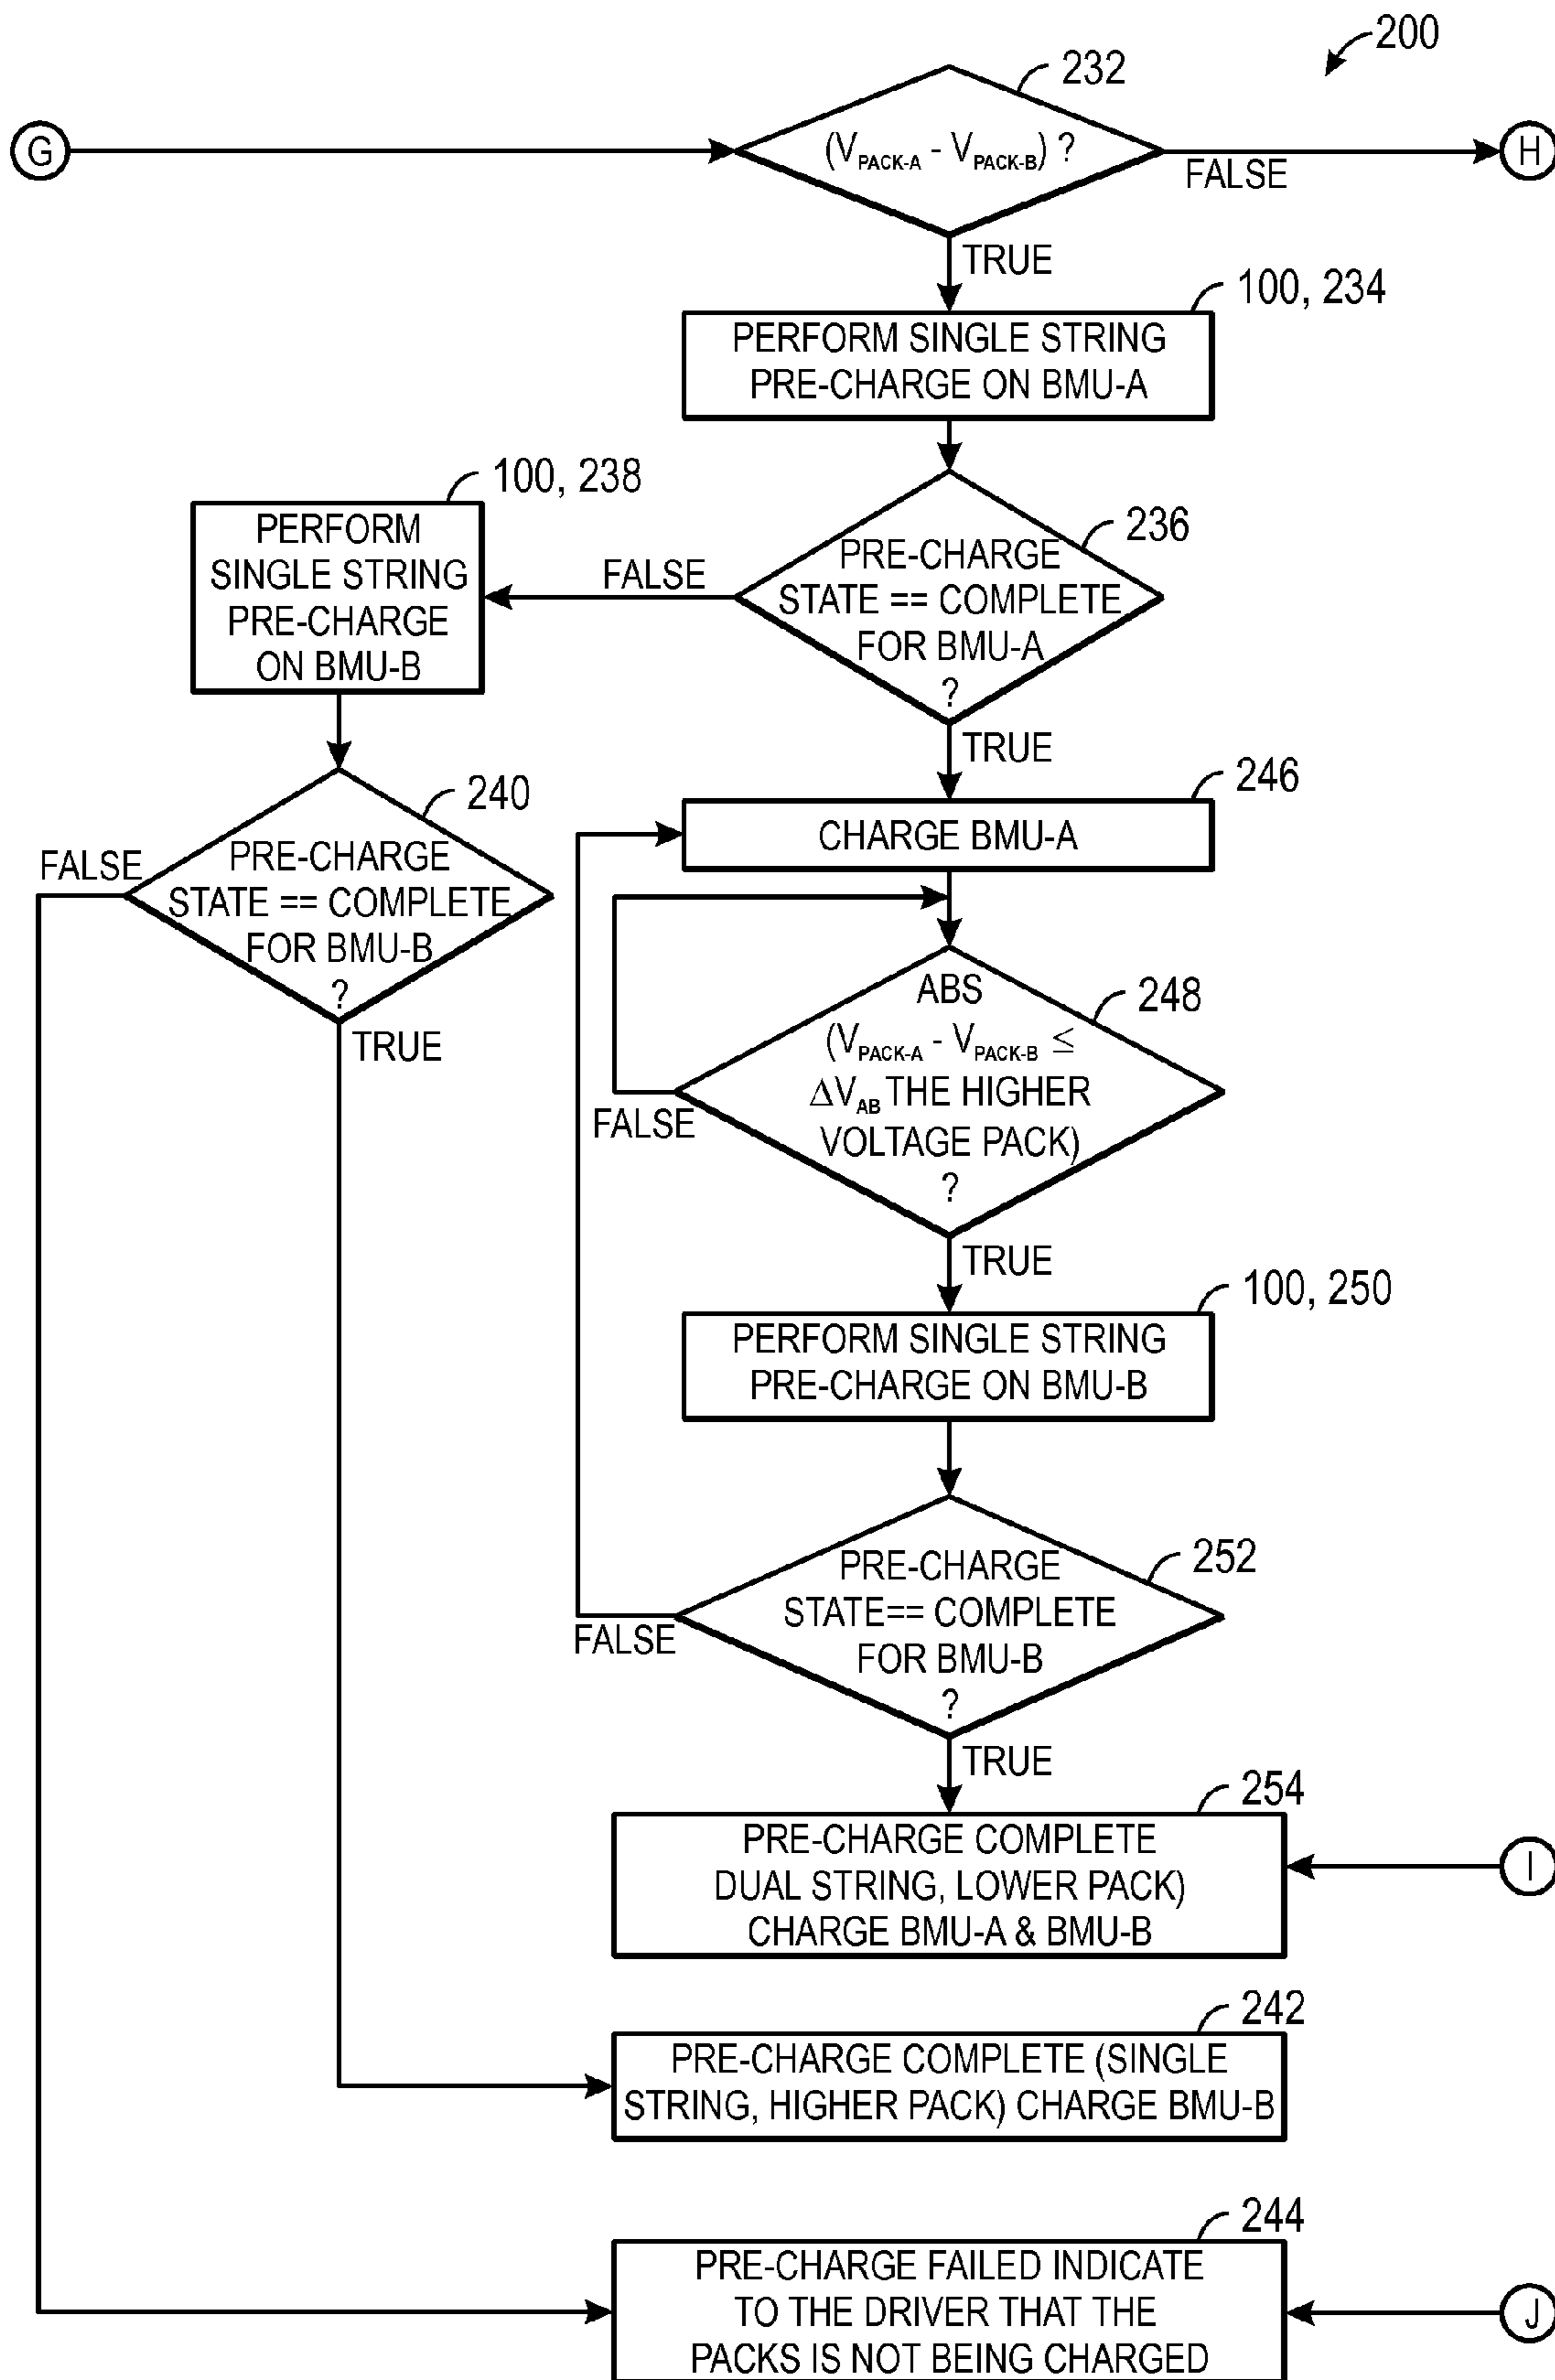 200
232
G
(VPACK-A - VPACK-B) ?
H
FALSE
TRUE
100, 234
PERFORM SINGLE STRING
PRE-CHARGE ON BMU-A
100, 238
PERFORM
SINGLE STRING
PRE-CHARGE
ON BMU-B
FALSE
236
PRE-CHARGE
STATE == COMPLETE
FOR BMU-A
?
TRUE
246
CHARGE BMU-A
240
FALSE
PRE-CHARGE
STATE == COMPLETE
FOR BMU-B
?
TRUE
248
ABS
(VPACK-A - VPACK-B ≤
ΔVAB THE HIGHER
VOLTAGE PACK)
?
FALSE
TRUE
100, 250
PERFORM SINGLE STRING
PRE-CHARGE ON BMU-B
252
PRE-CHARGE
STATE== COMPLETE
FOR BMU-B
?
FALSE
TRUE
254
PRE-CHARGE COMPLETE
DUAL STRING, LOWER PACK)
CHARGE BMU-A & BMU-B
I
242
PRE-CHARGE COMPLETE (SINGLE
STRING, HIGHER PACK) CHARGE BMU-B
244
PRE-CHARGE FAILED INDICATE
TO THE DRIVER THAT THE
PACKS IS NOT BEING CHARGED
J